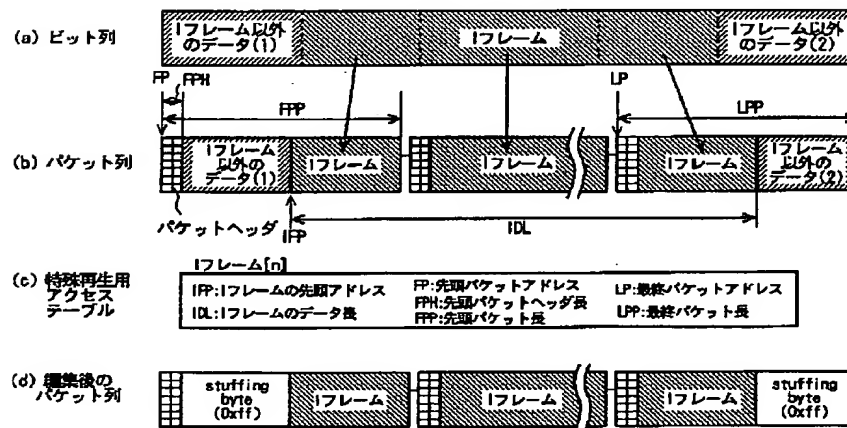 (a) ビット列
Iフレーム以外
のデータ(1)
Iフレーム
Iフレーム以外
のデータ(2)
FP
FPH
FPP
LP
LPP
(b) パケット列
Iフレーム
以外の
データ(1)
Iフレーム
Iフレーム
Iフレーム
Iフレーム
以外の
データ(2)
パケットヘッダ
IFP
IDL
(c) 特殊再生用
アクセス
テーブル
Iフレーム[n]
IFP:Iフレームの先頭アドレス
FP:先頭パケットアドレス
LP:最終パケットアドレス
FPH:先頭パケットヘッダ長
IDL:Iフレームのデータ長
FPP:先頭パケット長
LPP:最終パケット長
(d) 編集後の
パケット列
stuffing
byte
(0xff)
Iフレーム
Iフレーム
Iフレーム
stuffing
byte
(0xff)